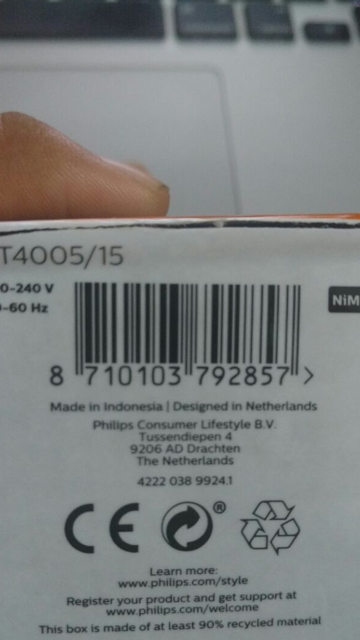 T4005/15
0-240 V
0-60 Hz
NiM
8 710103 792857 >
Made in Indonesia | Designed in Netherlands
Philips Consumer Lifestyle B.V.
Tussendiepen 4
9206 AD Drachten
The Netherlands
4222 038 9924.1
CE ®
Learn more:
www.philips.com/style
Register your product and get support at
www.philips.com/welcome
This box is made of at least 90% recycled material